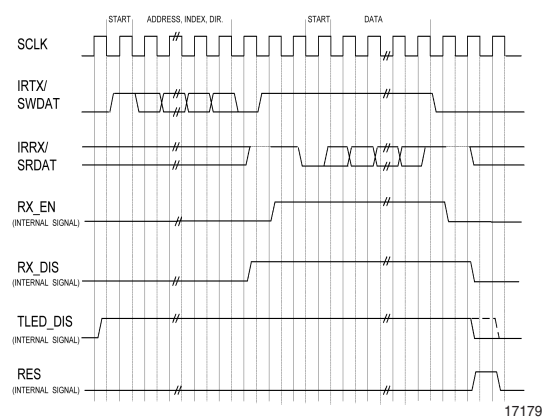 START ADDRESS, INDEX, DIR. START DATA
SCLK
IRTX/
SWDAT
IRRX/
SRDAT
RX_EN
(INTERNAL SIGNAL)
RX_DIS
(INTERNAL SIGNAL)
TLED_DIS
(INTERNAL SIGNAL)
RES
(INTERNAL SIGNAL)
17179